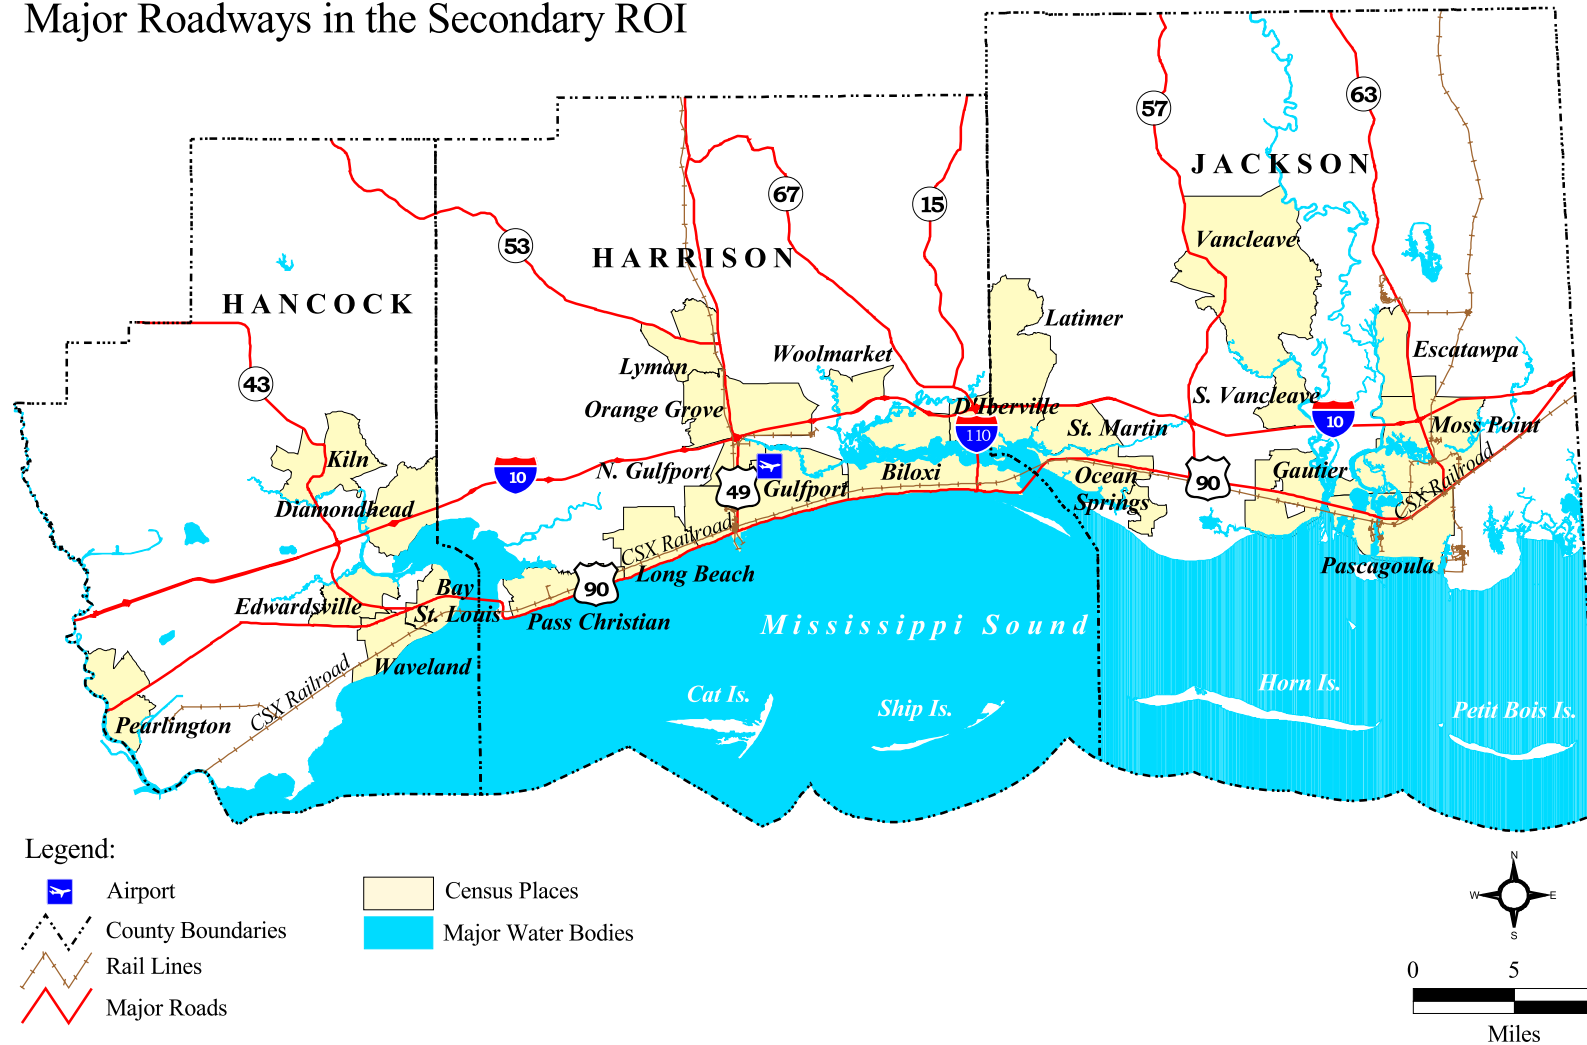 Major Roadways in the Secondary ROI
57
63
JACKSON
67
15
53
HARRISON
Vancleave
HANCOCK
Latimer
Woolmarket
Escatawpa
Lyman
43
S. Vancleave
Orange Grove
D'Iberville
10
St. Martin
Moss Point
110
Kiln
N. Gulfport
10
Biloxi
Ocean
Springs
90
Gautier
49
Gulfport
CSX Railroad
Diamondhead
CSX Railroad
Long Beach
Pascagoula
90
Bay
St. Louis
Edwardsville
Pass Christian
Mississippi Sound
Waveland
CSX Railroad
Cat Is.
Ship Is.
Horn Is.
Petit Bois Is.
Pearlington
Legend:
Airport
County Boundaries
Rail Lines
Major Roads
Census Places
Major Water Bodies
N
W
E
S
0
5
Miles